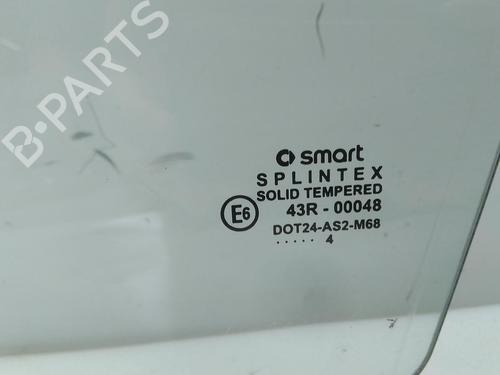 B-PARTS
smart
SPLINTEX
SOLID TEMPERED
E6 43R - 00048
DOT24-AS2-M68
..... 4